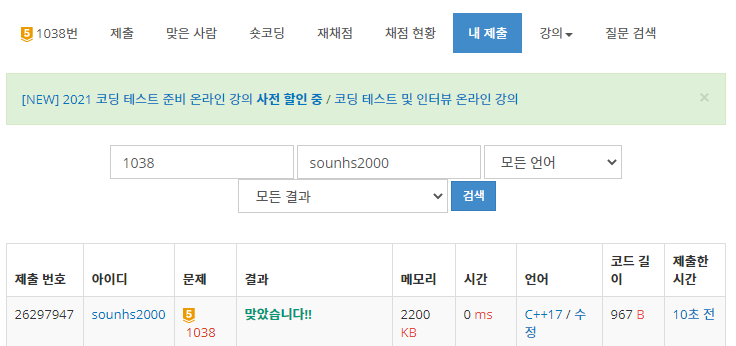 5 1038번 제출 맞은 사람 숏코딩 재채점 채점 현황 내 제출 강의 질문 검색
[NEW] 2021 코딩 테스트 준비 온라인 강의 사전 할인 중 / 코딩 테스트 및 인터뷰 온라인 강의 ×
1038 sounhs2000 모든 언어
모든 결과 검색
제출 번호 아이디 문제 결과 메모리 시간 언어 코드 길이 제출한 시간
26297947 sounhs2000 5 1038 맞았습니다!! 2200 KB 0 ms C++17 / 수정 967 B 10초 전